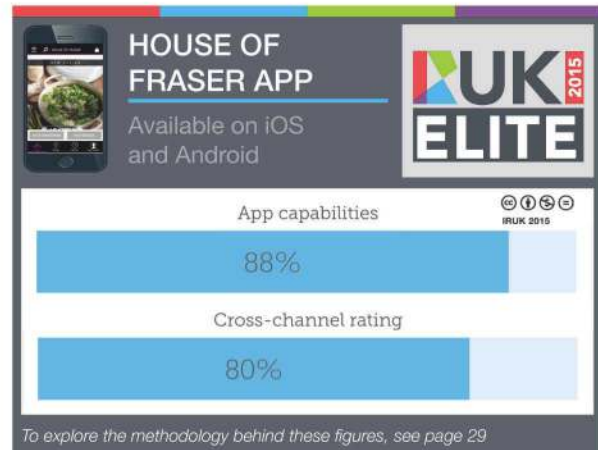 HOUSE OF
FRASER APP
Available on iOS
and Android
RUK 2015
ELITE
App capabilities
IRUK 2015
88%
Cross-channel rating
80%
To explore the methodology behind these figures, see page 29